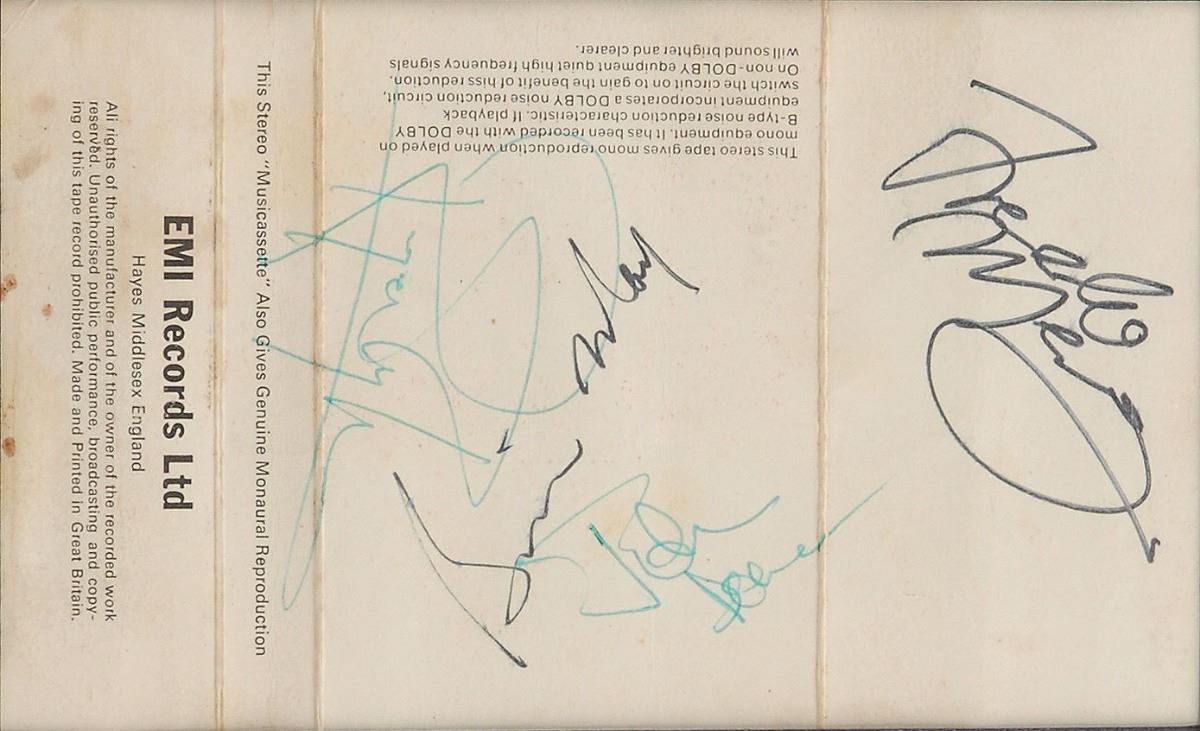 All rights of the manufacturer and of the owner of the recorded work
reserved. Unauthorised public performance, broadcasting and copy-
ing of this tape record prohibited. Made and Printed in Great Britain.
EMI Records Ltd
Hayes Middlesex England
This Stereo "Musicassette" Also Gives Genuine Monaural Reproduction
This stereo tape gives mono reproduction when played on
mono equipment. It has been recorded with the DOLBY
B-type noise reduction characteristic. If playback
equipment incorporates a DOLBY noise reduction circuit,
switch the circuit on to gain the benefit of hiss reduction.
On non-DOLBY equipment quiet high frequency signals
will sound brighter and clearer.
Brian May
John
Freddie